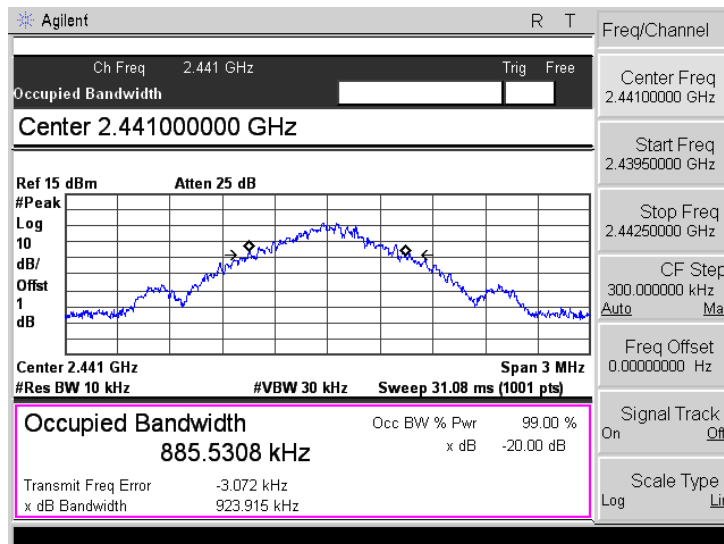 Agilent R T
Freq/Channel
Ch Freq 2.441 GHz Trig Free
Occupied Bandwidth
Center Freq
2.44100000 GHz
Center 2.441000000 GHz
Start Freq
2.43950000 GHz
Ref 15 dBm Atten 25 dB
#Peak
Log
10
dB/
Offst
1
dB
Stop Freq
2.44250000 GHz
CF Step
300.000000 kHz
Auto Ma
Center 2.441 GHz Span 3 MHz
#Res BW 10 kHz #VBW 30 kHz Sweep 31.08 ms (1001 pts)
Freq Offset
0.00000000 Hz
Occupied Bandwidth Occ BW % Pwr 99.00 %
885.5308 kHz x dB -20.00 dB
Signal Track
On Off
Transmit Freq Error -3.072 kHz
x dB Bandwidth 923.915 kHz
Scale Type
Log Lin